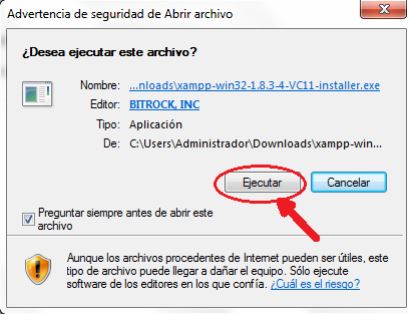 Advertencia de seguridad de Abrir archivo
¿Desea ejecutar este archivo?
Nombre: ...nloads\xampp-win32-1.8.3-4-VC11-installer.exe
Editor: BITROCK, INC
Tipo: Aplicación
De: C:\Users\Administrador\Downloads\xampp-win...
Ejecutar Cancelar
Preguntar siempre antes de abrir este
archivo
Aunque los archivos procedentes de Internet pueden ser útiles, este
tipo de archivo puede llegar a dañar el equipo. Sólo ejecute
software de los editores en los que confía. ¿Cuál es el riesgo?